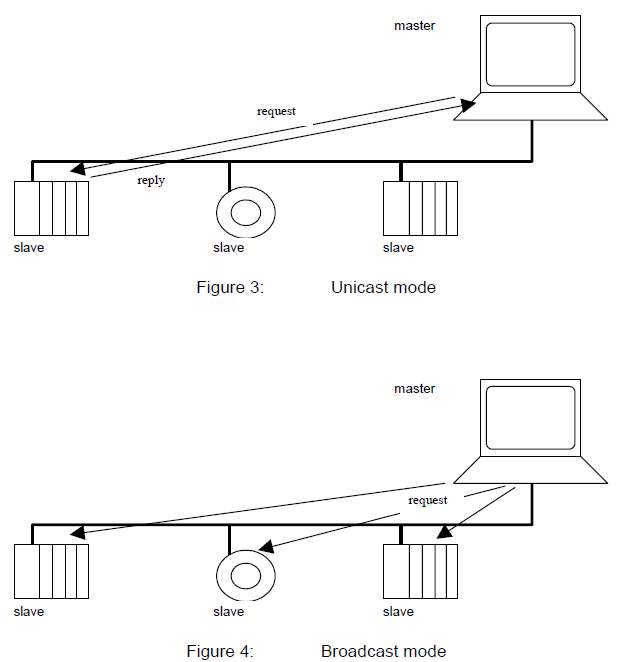 master
request
reply
slave slave slave
Figure 3: Unicast mode
master
request
slave slave slave
Figure 4: Broadcast mode